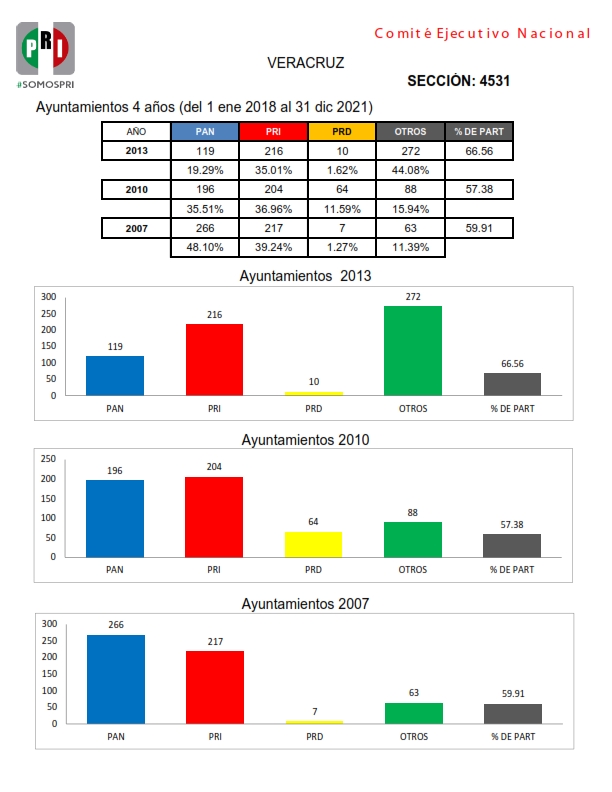 Comité Ejecutivo Nacional
PRI
#SOMOSPRI
VERACRUZ
SECCIÓN: 4531
Ayuntamientos 4 años (del 1 ene 2018 al 31 dic 2021)
AÑO PAN PRI PRD OTROS % DE PART
2013 119 216 10 272 66.56
19.29% 35.01% 1.62% 44.08%
2010 196 204 64 88 57.38
35.51% 36.96% 11.59% 15.94%
2007 266 217 7 63 59.91
48.10% 39.24% 1.27% 11.39%
Ayuntamientos 2013
300
250
200
150
100
50
0
119 216 10 272 66.56
PAN PRI PRD OTROS % DE PART
Ayuntamientos 2010
250
200
150
100
50
0
196 204 64 88 57.38
PAN PRI PRD OTROS % DE PART
Ayuntamientos 2007
300
250
200
150
100
50
0
266 217 7 63 59.91
PAN PRI PRD OTROS % DE PART